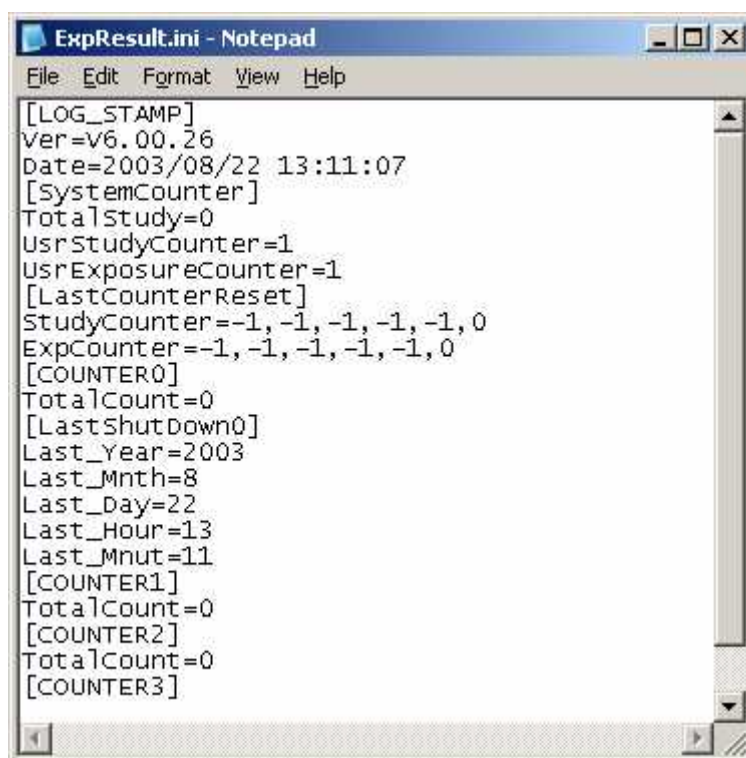 ExpResult.ini - Notepad
File Edit Format View Help
[LOG_STAMP]
Ver=V6.00.26
Date=2003/08/22 13:11:07
[SystemCounter]
TotalStudy=0
UsrStudyCounter=1
UsrExposureCounter=1
[LastCounterReset]
StudyCounter=-1,-1,-1,-1,-1,0
ExpCounter=-1,-1,-1,-1,-1,0
[COUNTER0]
TotalCount=0
[LastShutDown0]
Last_Year=2003
Last_Mnth=8
Last_Day=22
Last_Hour=13
Last_Mnut=11
[COUNTER1]
TotalCount=0
[COUNTER2]
TotalCount=0
[COUNTER3]